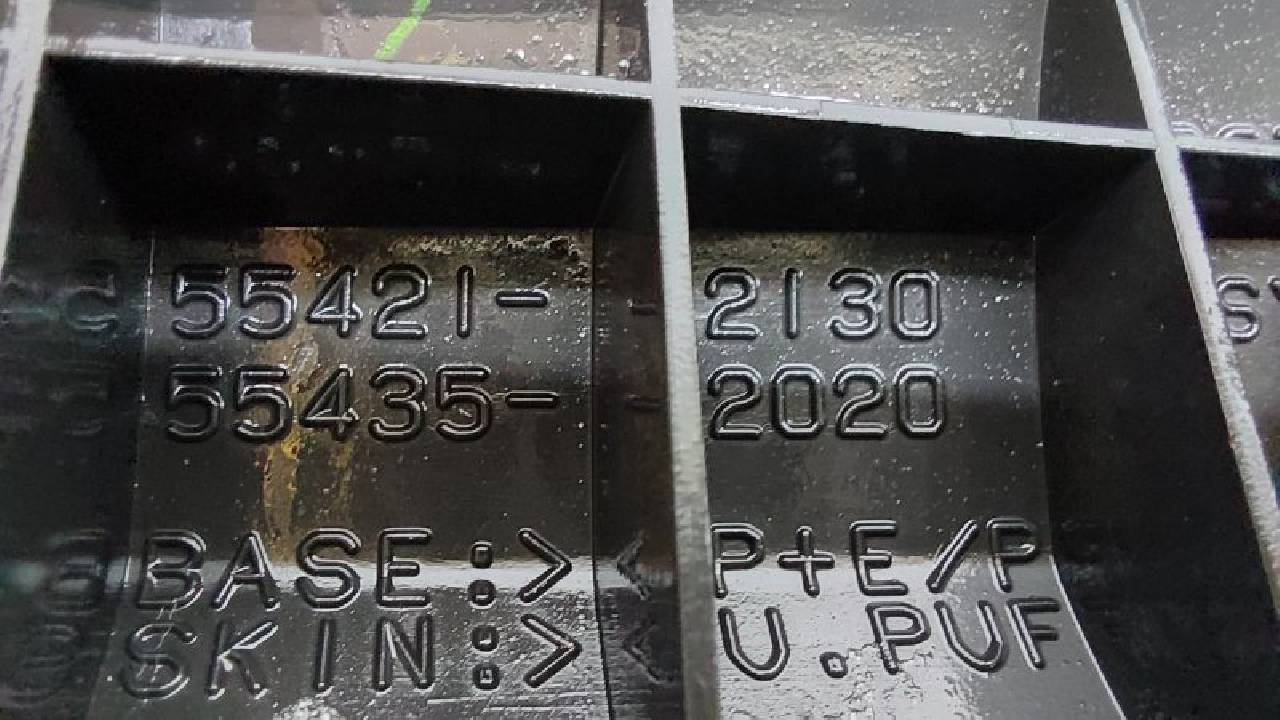 55421- 2130
55435- 2020
BASE:> P+E/P
SKIN:> U.PUF